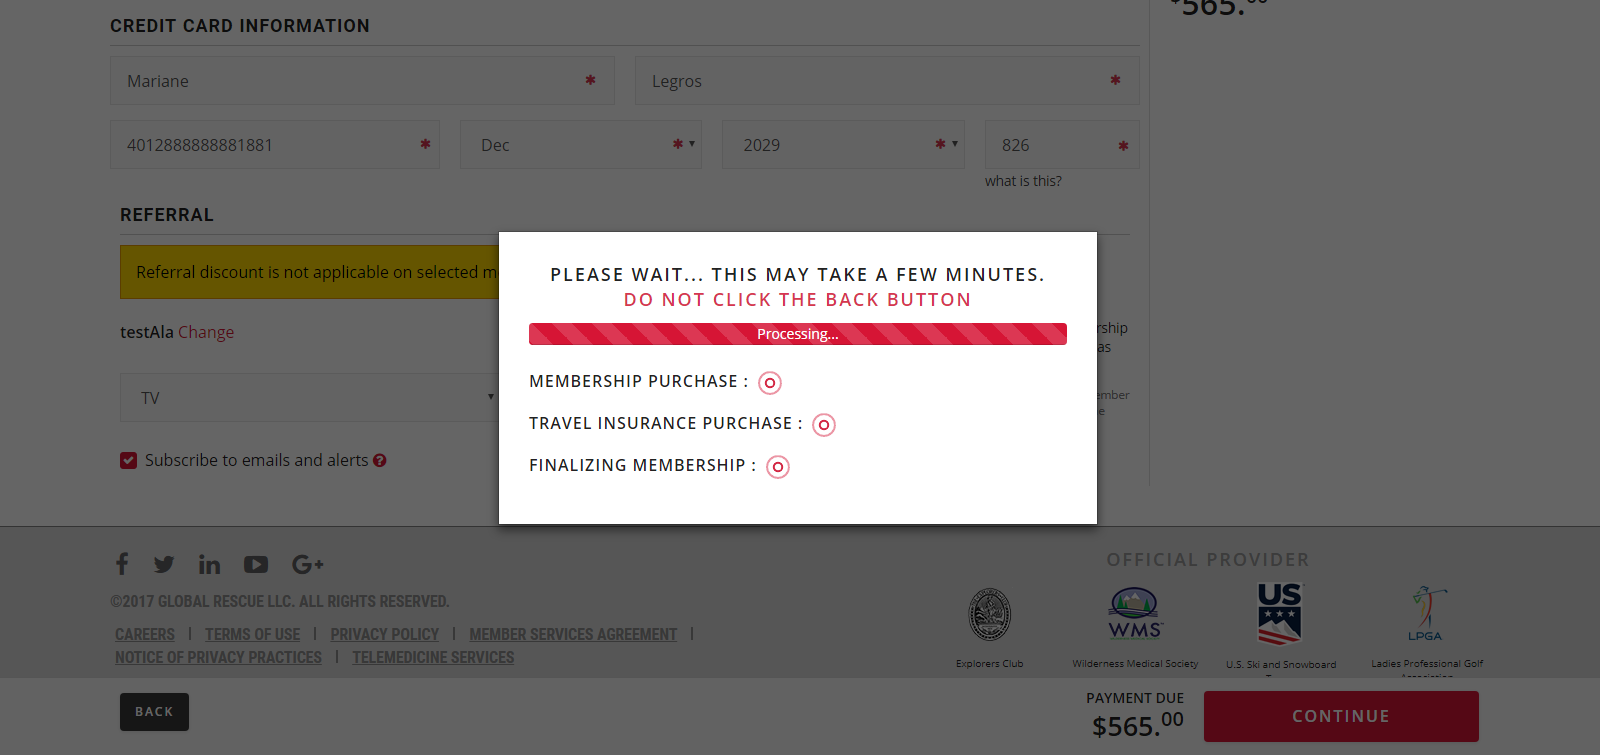 $565.00
CREDIT CARD INFORMATION
Mariane ✱ Legros ✱
4012888888881881 ✱ Dec ✱ 2029 ✱ 826 ✱
what is this?
REFERRAL
Referral discount is not applicable on selected m
testAla Change
rship
as
TV
ember
e
Subscribe to emails and alerts ?
PLEASE WAIT... THIS MAY TAKE A FEW MINUTES.
DO NOT CLICK THE BACK BUTTON
Processing...
MEMBERSHIP PURCHASE :
TRAVEL INSURANCE PURCHASE :
FINALIZING MEMBERSHIP :
OFFICIAL PROVIDER
©2017 GLOBAL RESCUE LLC. ALL RIGHTS RESERVED.
CAREERS | TERMS OF USE | PRIVACY POLICY | MEMBER SERVICES AGREEMENT |
NOTICE OF PRIVACY PRACTICES | TELEMEDICINE SERVICES
WMS
US
LPGA
Explorers Club
Wilderness Medical Society
U.S. Ski and Snowboard
Ladies Professional Golf
Association
BACK
PAYMENT DUE
$565.00
CONTINUE